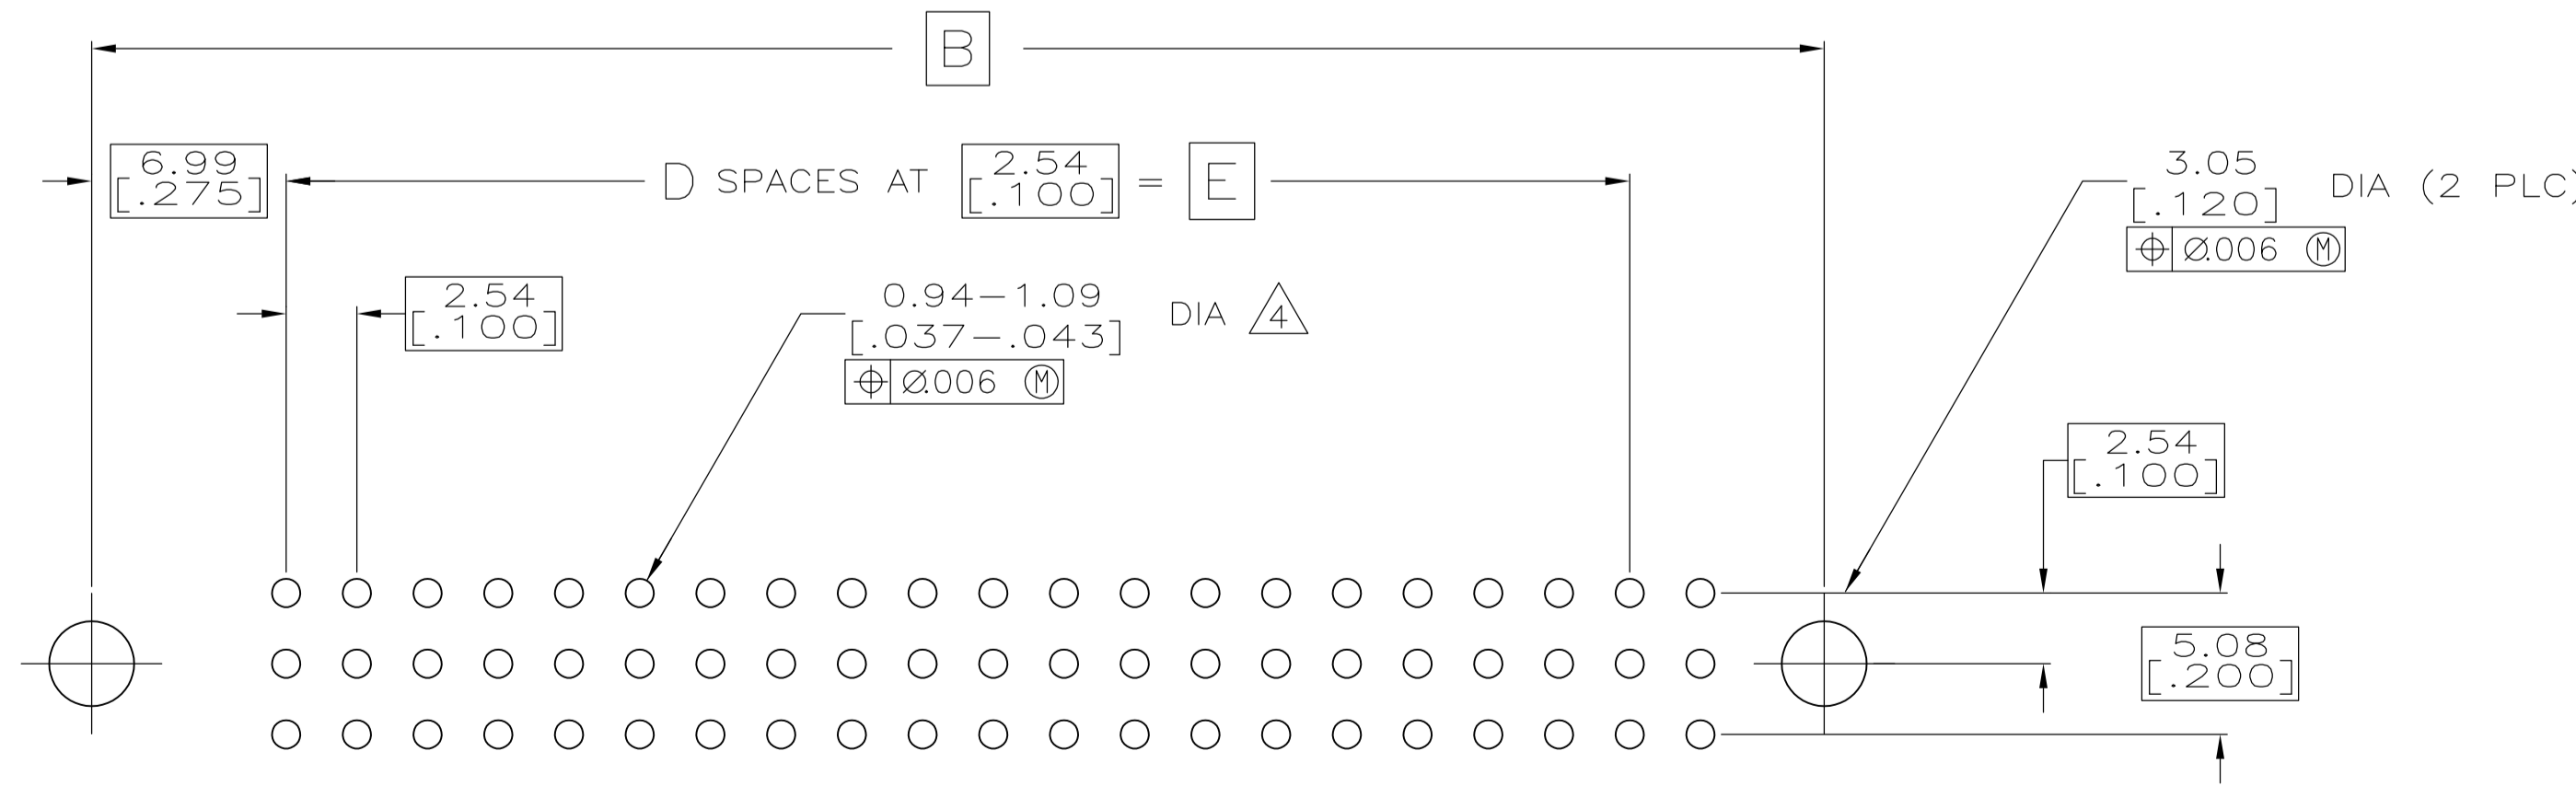 B
6.99
[.275]
D SPACES AT 2.54 = E
[.100]
3.05
[.120] DIA (2 PLC)
⌖ ⌀.006 Ⓜ
2.54
[.100]
0.94-1.09
[.037-.043] DIA 4
⌖ ⌀.006 Ⓜ
2.54
[.100]
5.08
[.200]